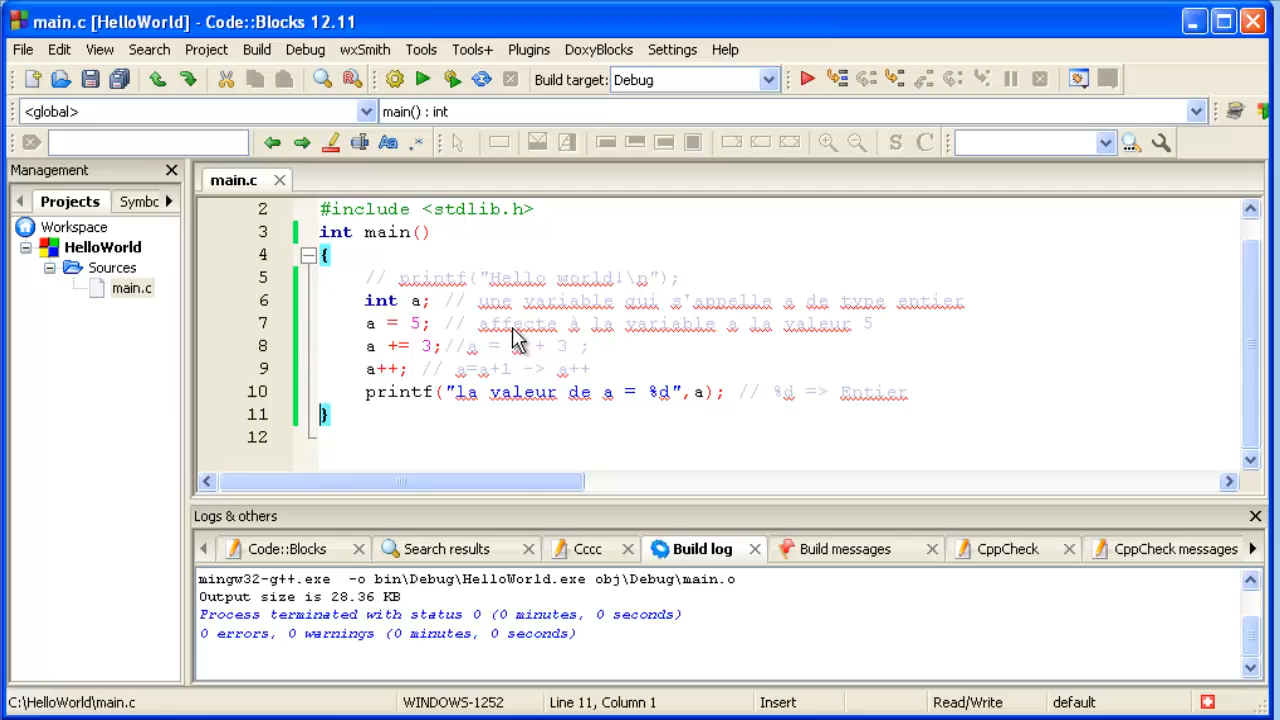 main.c [HelloWorld] - Code::Blocks 12.11
File Edit View Search Project Build Debug wxSmith Tools Tools+ Plugins DoxyBlocks Settings Help
Build target: Debug
<global> main() : int
Management
Projects Symbc
Workspace
HelloWorld
Sources
main.c
main.c
2 #include <stdlib.h>
3 int main()
4 {
5 // printf("Hello world!\n");
6 int a; // une variable qui s'appelle a de type entier
7 a = 5; // affecte à la variable a la valeur 5
8 a += 3;//a = + 3 ;
9 a++; // a=a+1 -> a++
10 printf("la valeur de a = %d",a); // %d => Entier
11 }
12
Logs & others
Code::Blocks Search results Cccc Build log Build messages CppCheck CppCheck messages
mingw32-g++.exe -o bin\Debug\HelloWorld.exe obj\Debug\main.o
Output size is 28.36 KB
Process terminated with status 0 (0 minutes, 0 seconds)
0 errors, 0 warnings (0 minutes, 0 seconds)
C:\HelloWorld\main.c WINDOWS-1252 Line 11, Column 1 Insert Read/Write default